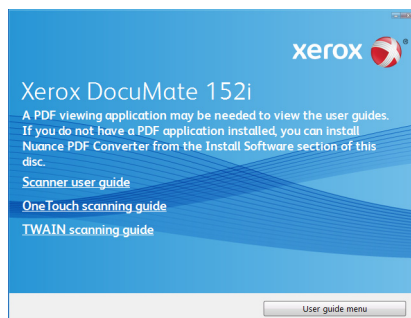 xerox
Xerox DocuMate 152i
A PDF viewing application may be needed to view the user guides.
If you do not have a PDF application installed, you can install
Nuance PDF Converter from the Install Software section of this
disc.
Scanner user guide
OneTouch scanning guide
TWAIN scanning guide
User guide menu